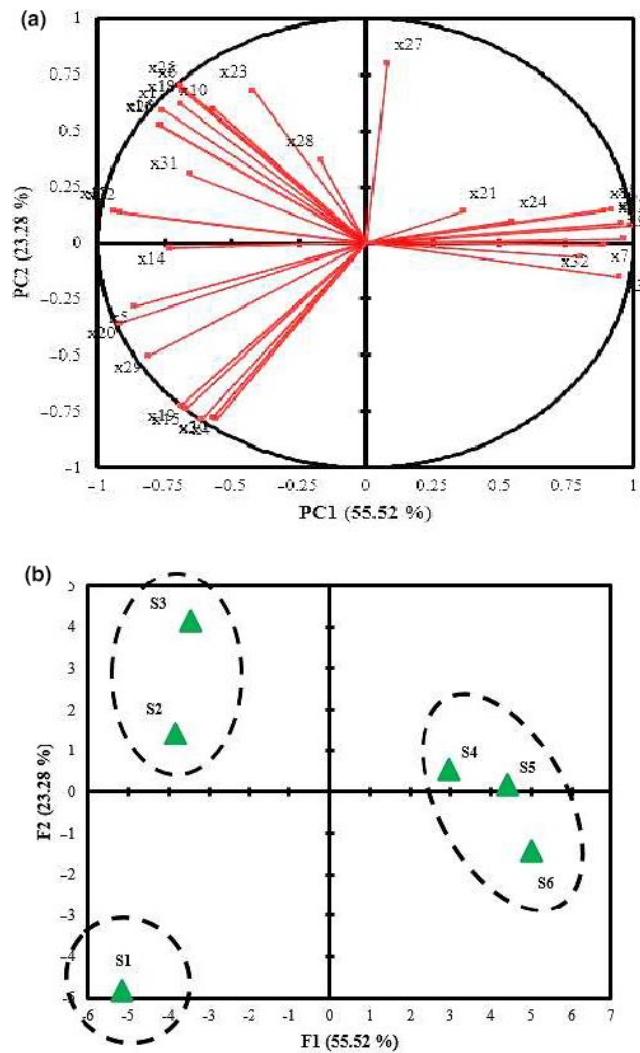 (a)
1
0.75
0.5
0.25
0
−0.25
−0.5
−0.75
−1
PC2 (23.28 %)
x27
x23
x10
x28
x31
x21
x24
x14
x32
x7
x5
x20
x29
x19
−1
−0.75
−0.5
−0.25
0
0.25
0.5
0.75
1
PC1 (55.52 %)
(b)
5
4
3
2
1
0
−1
−2
−3
−4
−5
F2 (23.28 %)
S3
S2
S4
S5
S6
S1
−6 −5 −4 −3 −2 −1 0 1 2 3 4 5 6 7
F1 (55.52 %)